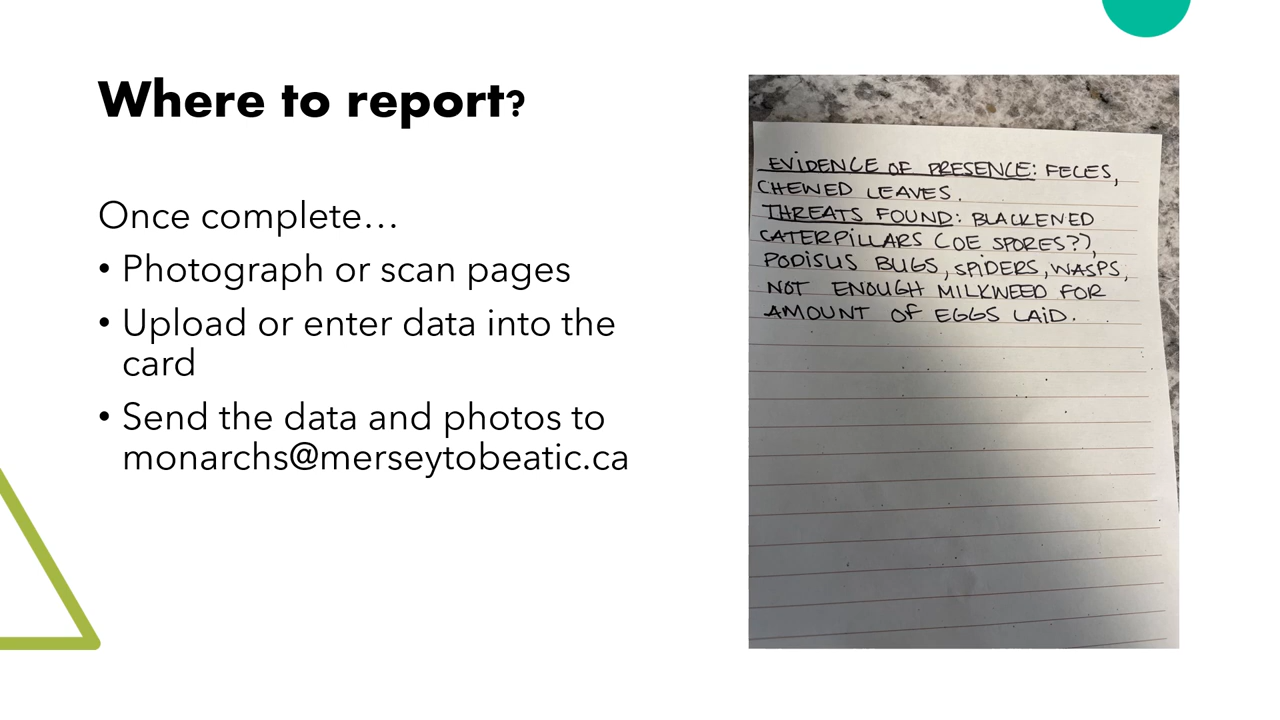 Where to report?
Once complete…
• Photograph or scan pages
• Upload or enter data into the
card
• Send the data and photos to
monarchs@merseytobeatic.ca
EVIDENCE OF PRESENCE: FECES,
CHEWED LEAVES.
THREATS FOUND: BLACKENED
CATERPILLARS (OE SPORES?),
PODISUS BUGS, SPIDERS, WASPS,
NOT ENOUGH MILKWEED FOR
AMOUNT OF EGGS LAID.